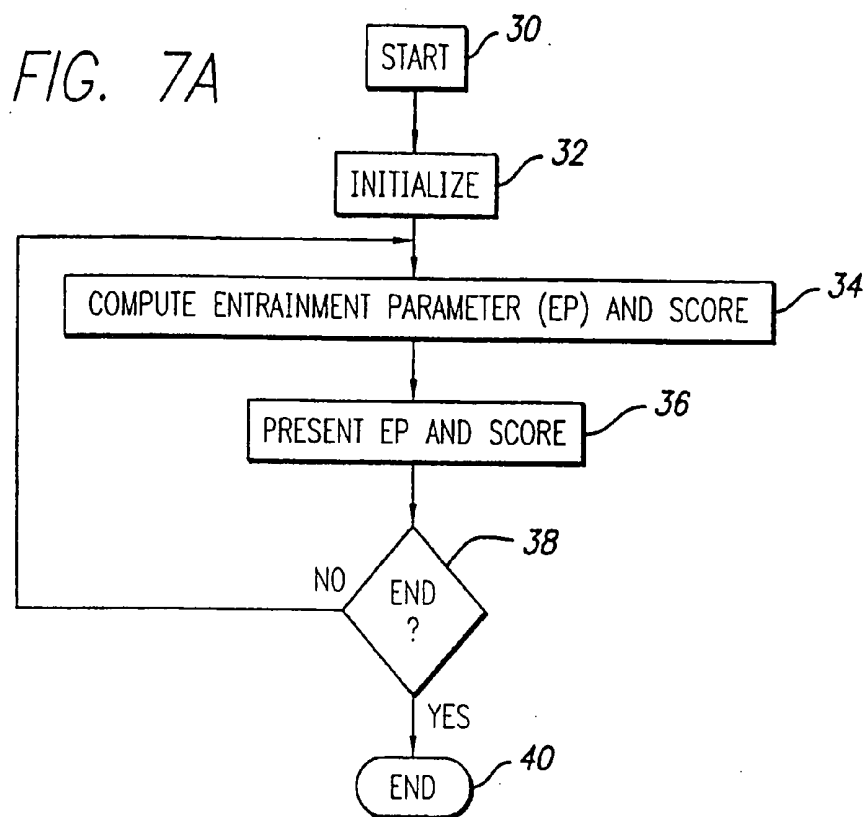 FIG. 7A
START
30
INITIALIZE
32
COMPUTE ENTRAINMENT PARAMETER (EP) AND SCORE
34
PRESENT EP AND SCORE
36
38
NO
END
?
YES
END
40